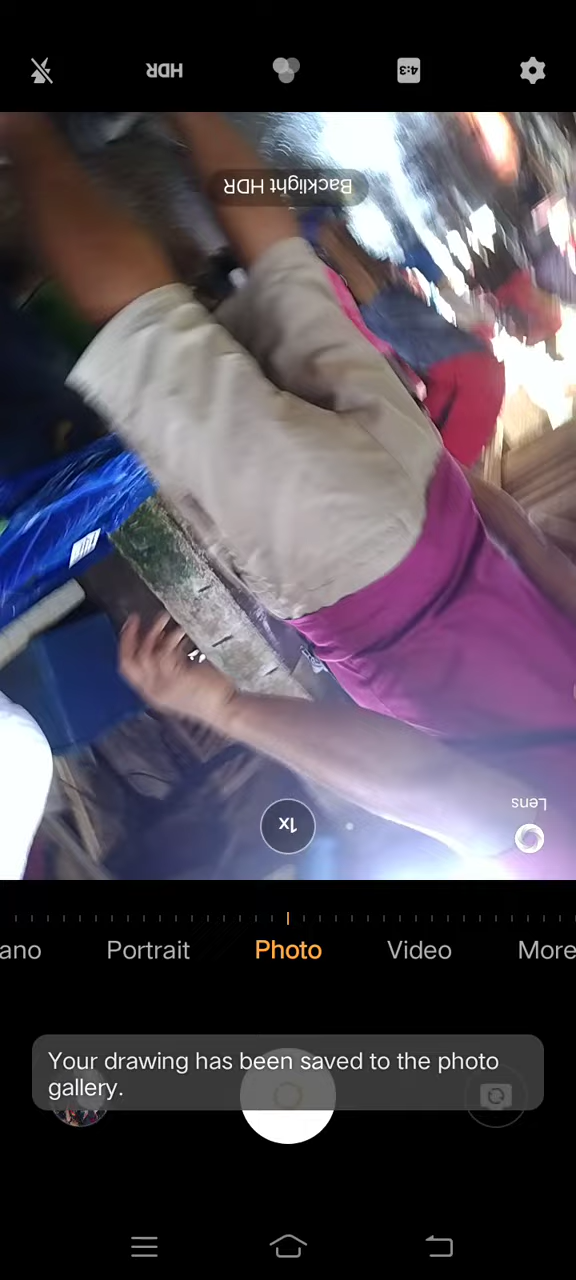 HDR
4:3
Backlight HDR
Lens
1x
ano
Portrait
Photo
Video
More
Your drawing has been saved to the photo
gallery.